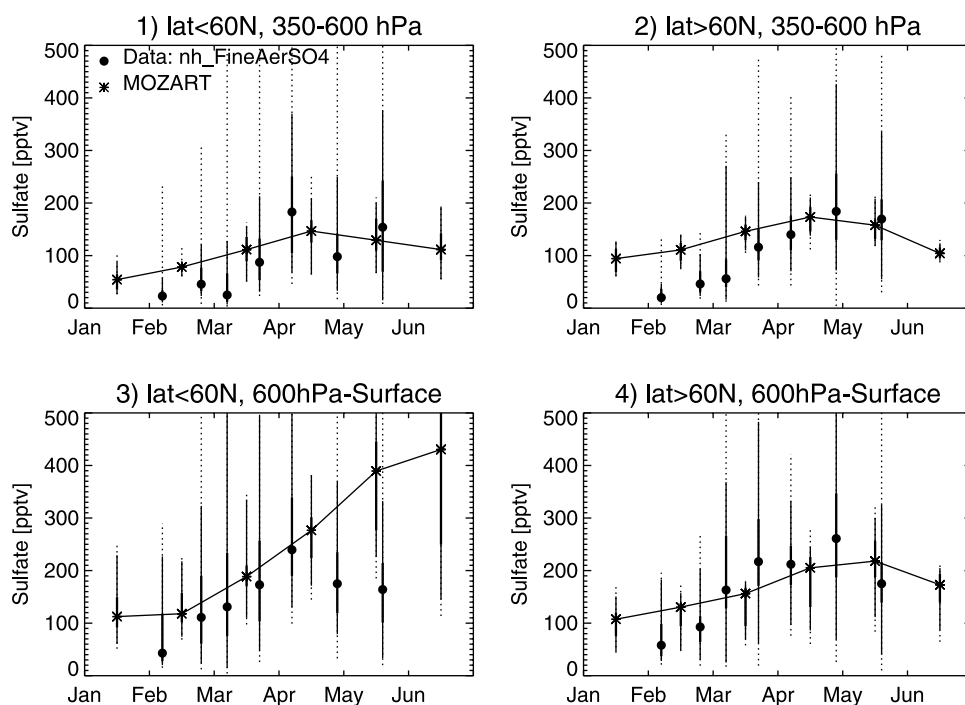 1) lat<60N, 350-600 hPa
Sulfate [pptv]
500
400
300
200
100
0
Data: nh_FineAerSO4
MOZART
Jan Feb Mar Apr May Jun
2) lat>60N, 350-600 hPa
Sulfate [pptv]
500
400
300
200
100
0
Jan Feb Mar Apr May Jun
3) lat<60N, 600hPa-Surface
Sulfate [pptv]
500
400
300
200
100
0
Jan Feb Mar Apr May Jun
4) lat>60N, 600hPa-Surface
Sulfate [pptv]
500
400
300
200
100
0
Jan Feb Mar Apr May Jun